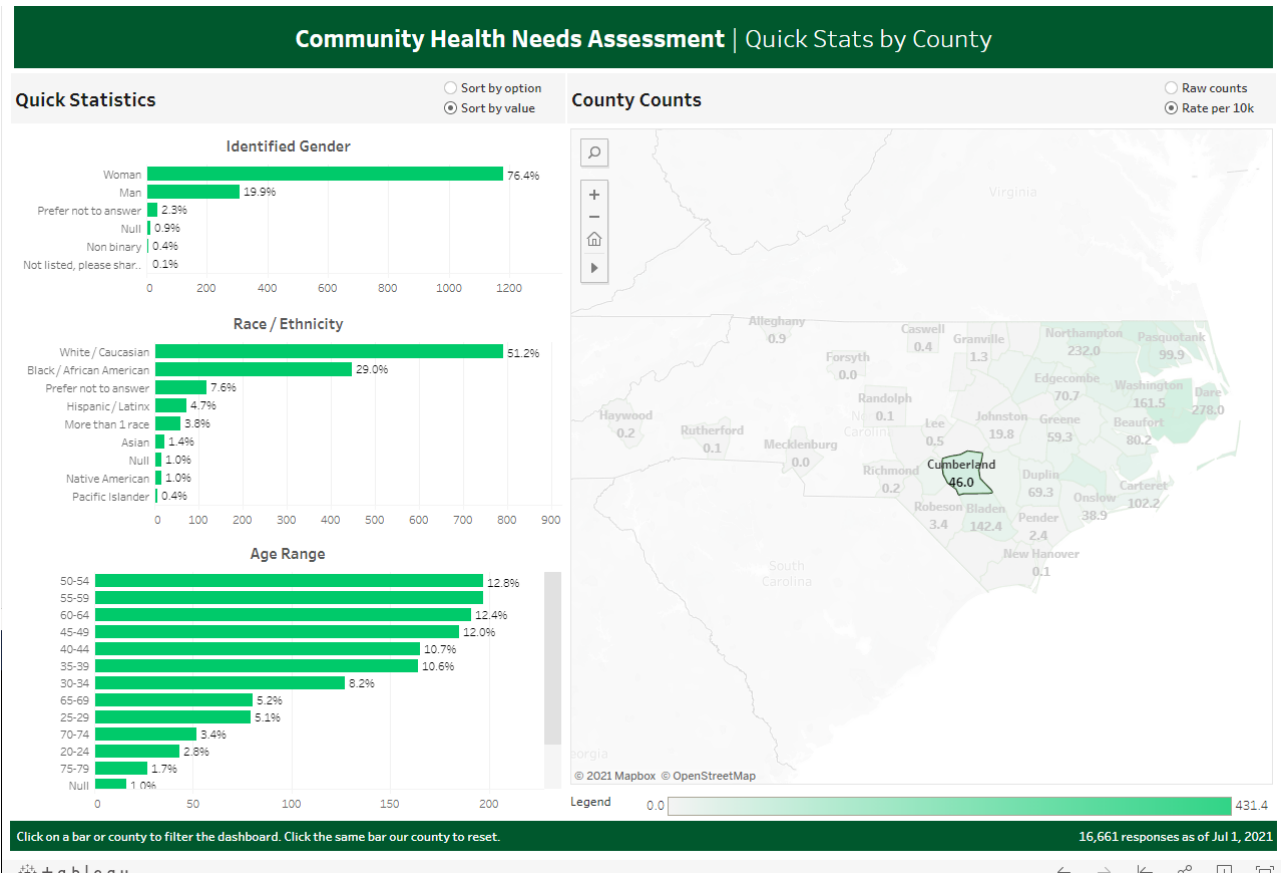 Community Health Needs Assessment | Quick Stats by County
Quick Statistics
Sort by option
Sort by value
County Counts
Raw counts
Rate per 10k
Identified Gender
Woman 76.4%
Man 19.9%
Prefer not to answer 2.3%
Null 0.9%
Non binary 0.4%
Not listed, please shar.. 0.1%
0 200 400 600 800 1000 1200
Race / Ethnicity
White / Caucasian 51.2%
Black / African American 29.0%
Prefer not to answer 7.6%
Hispanic / Latinx 4.7%
More than 1 race 3.8%
Asian 1.4%
Null 1.0%
Native American 1.0%
Pacific Islander 0.4%
0 100 200 300 400 500 600 700 800 900
Age Range
50-54 12.8%
55-59
60-64 12.4%
45-49 12.0%
40-44 10.7%
35-39 10.6%
30-34 8.2%
65-69 5.2%
25-29 5.1%
70-74 3.4%
20-24 2.8%
75-79 1.7%
Null 1.0%
0 50 100 150 200
Virginia
Alleghany
0.9
Caswell
0.4
Granville
1.3
Northampton
232.0
Pasquotank
99.9
Forsyth
0.0
Edgecombe
70.7
Washington
161.5
Dare
278.0
Randolph
0.1
Haywood
0.2
Rutherford
0.1
Mecklenburg
0.0
Lee
0.5
Johnston
19.8
Greene
59.3
Beaufort
80.2
Cumberland
46.0
Richmond
0.2
Duplin
69.3
Onslow
38.9
Carteret
102.2
Robeson
3.4
Bladen
142.4
Pender
2.4
New Hanover
0.1
South
Carolina
© 2021 Mapbox © OpenStreetMap
Legend 0.0 431.4
Click on a bar or county to filter the dashboard. Click the same bar our county to reset.
16,661 responses as of Jul 1, 2021